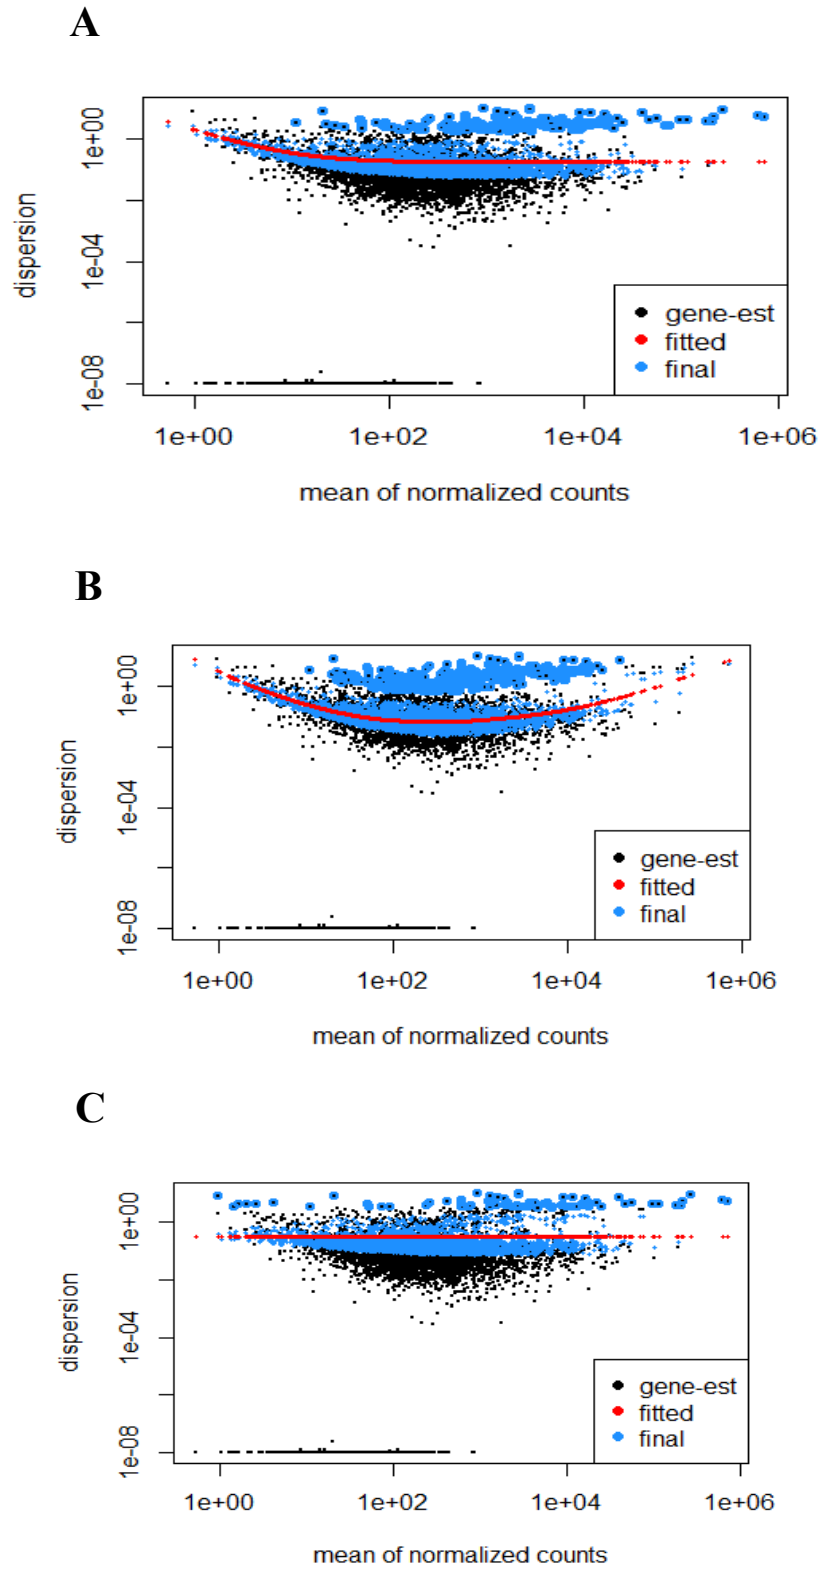 A
dispersion
1e+00
1e-04
1e-08
gene-est
fitted
final
1e+00 1e+02 1e+04 1e+06
mean of normalized counts
B
dispersion
1e+00
1e-04
1e-08
gene-est
fitted
final
1e+00 1e+02 1e+04 1e+06
mean of normalized counts
C
dispersion
1e+00
1e-04
1e-08
gene-est
fitted
final
1e+00 1e+02 1e+04 1e+06
mean of normalized counts